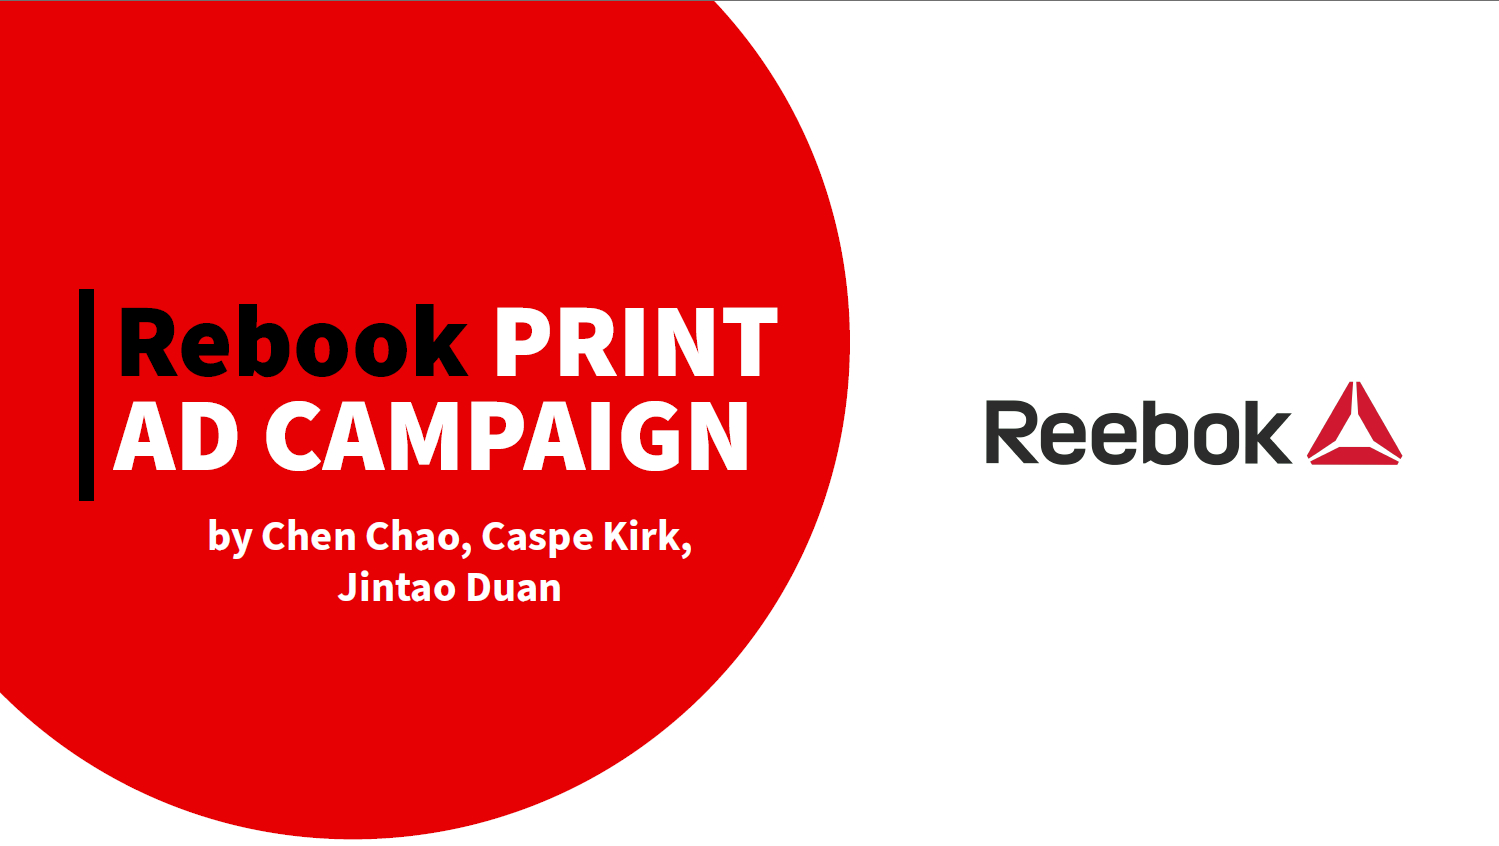 Rebook PRINT
AD CAMPAIGN
by Chen Chao, Caspe Kirk,
Jintao Duan
Reebok